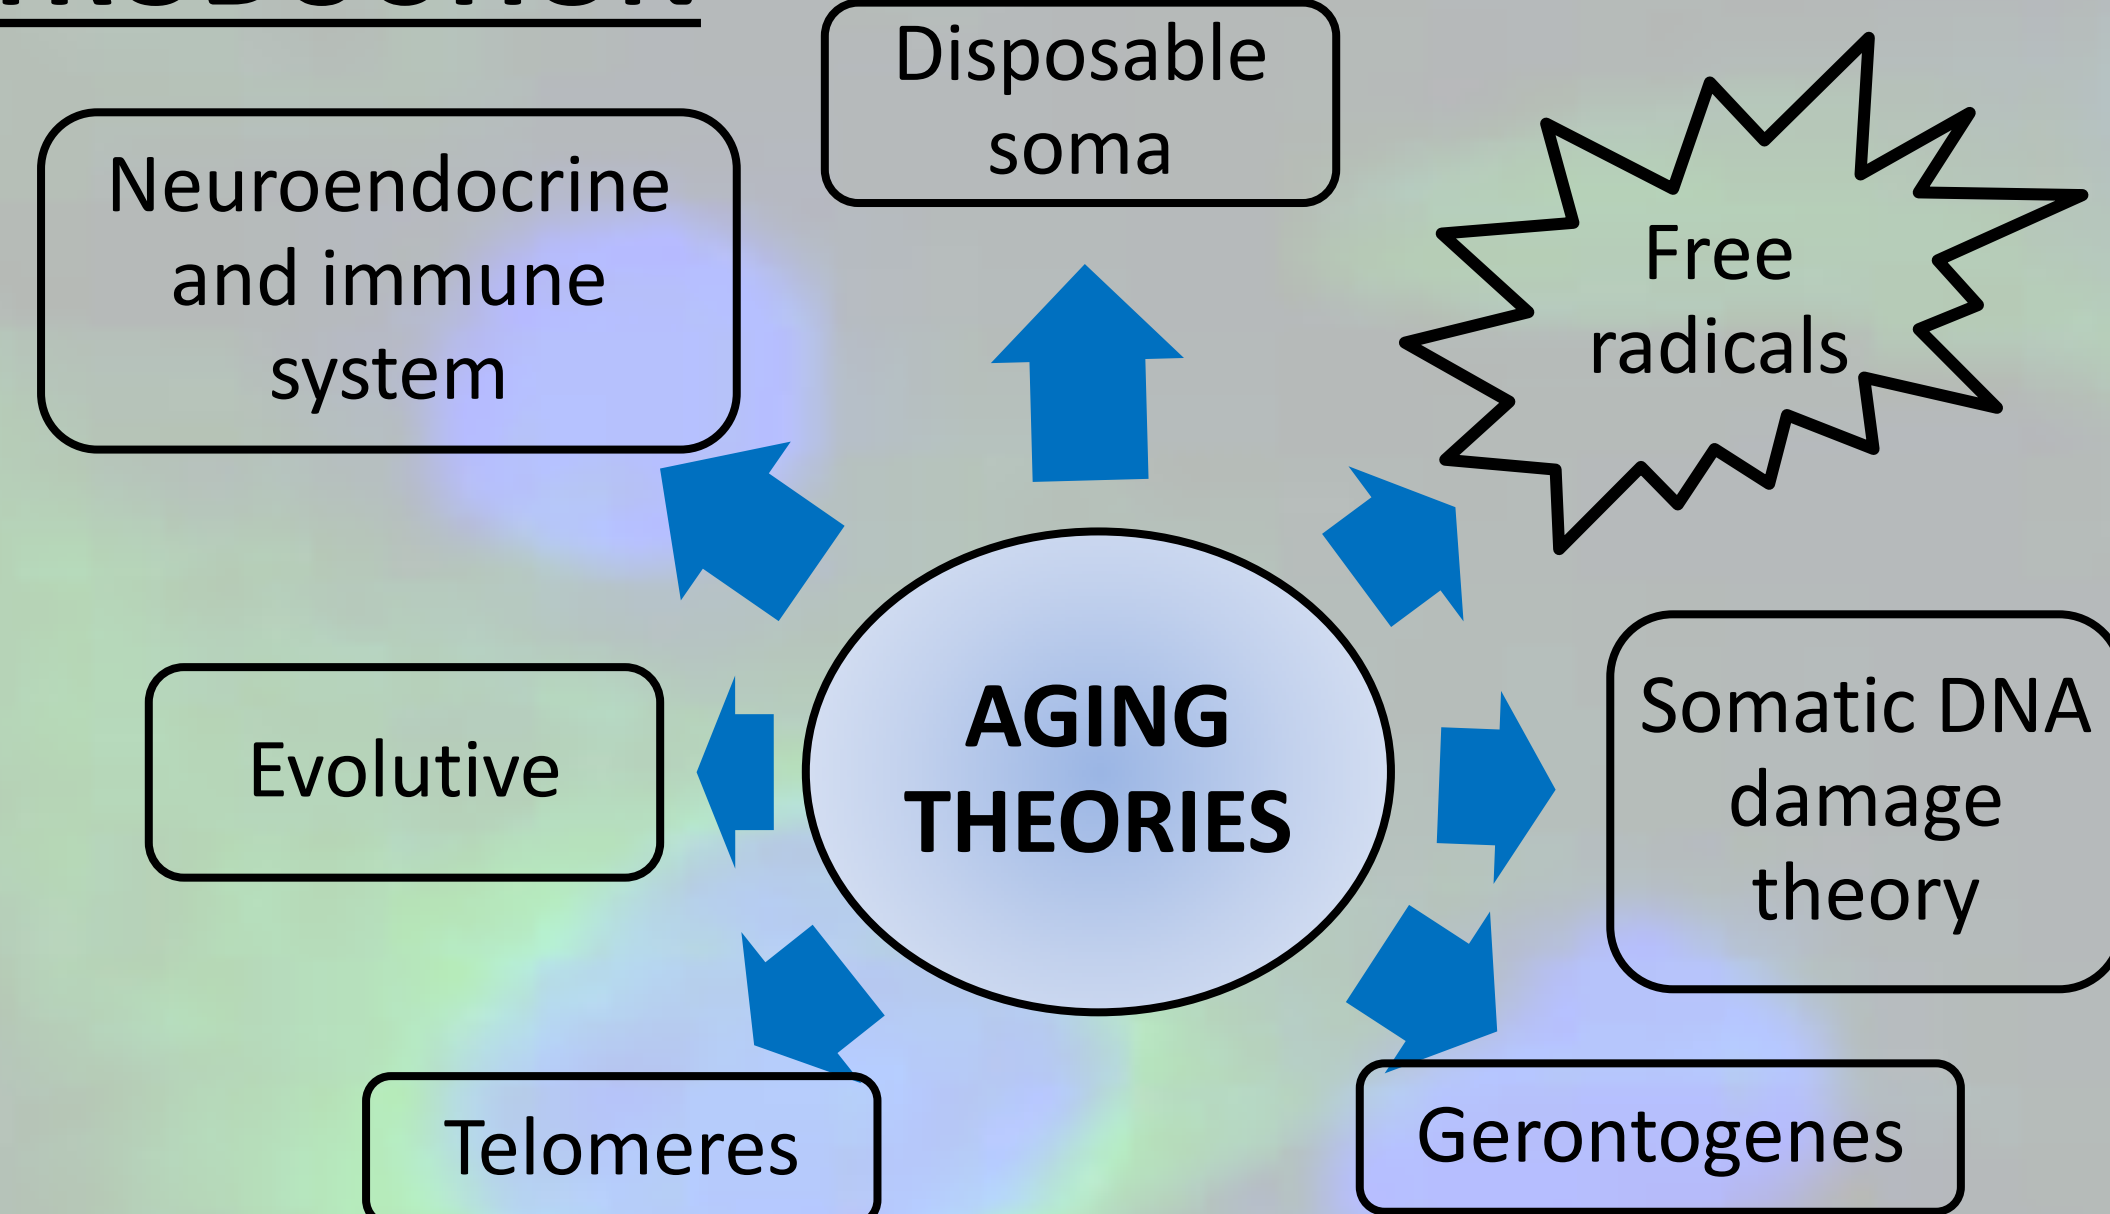 Disposable
soma
Neuroendocrine
and immune
system
Free
radicals
Evolutive
AGING
THEORIES
Somatic DNA
damage
theory
Telomeres
Gerontogenes